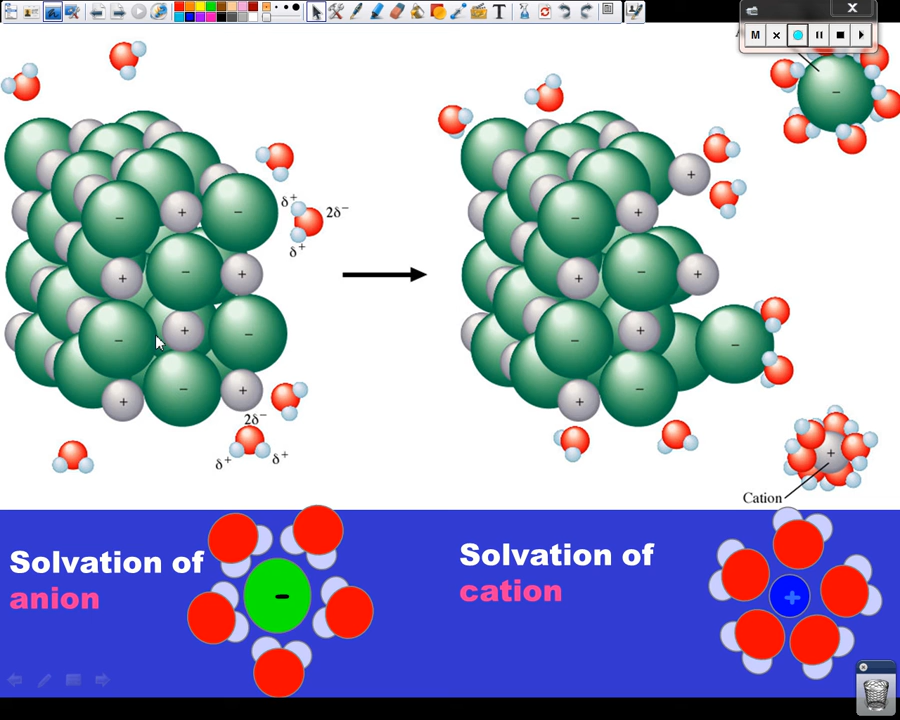 M
δ+
2δ−
δ+
−
+
−
+
−
+
−
+
−
+
−
+
2δ−
δ+
δ+
−
+
−
+
+
−
+
−
+
−
+
−
−
+
Cation
Solvation of
anion
-
Solvation of
cation
+
T